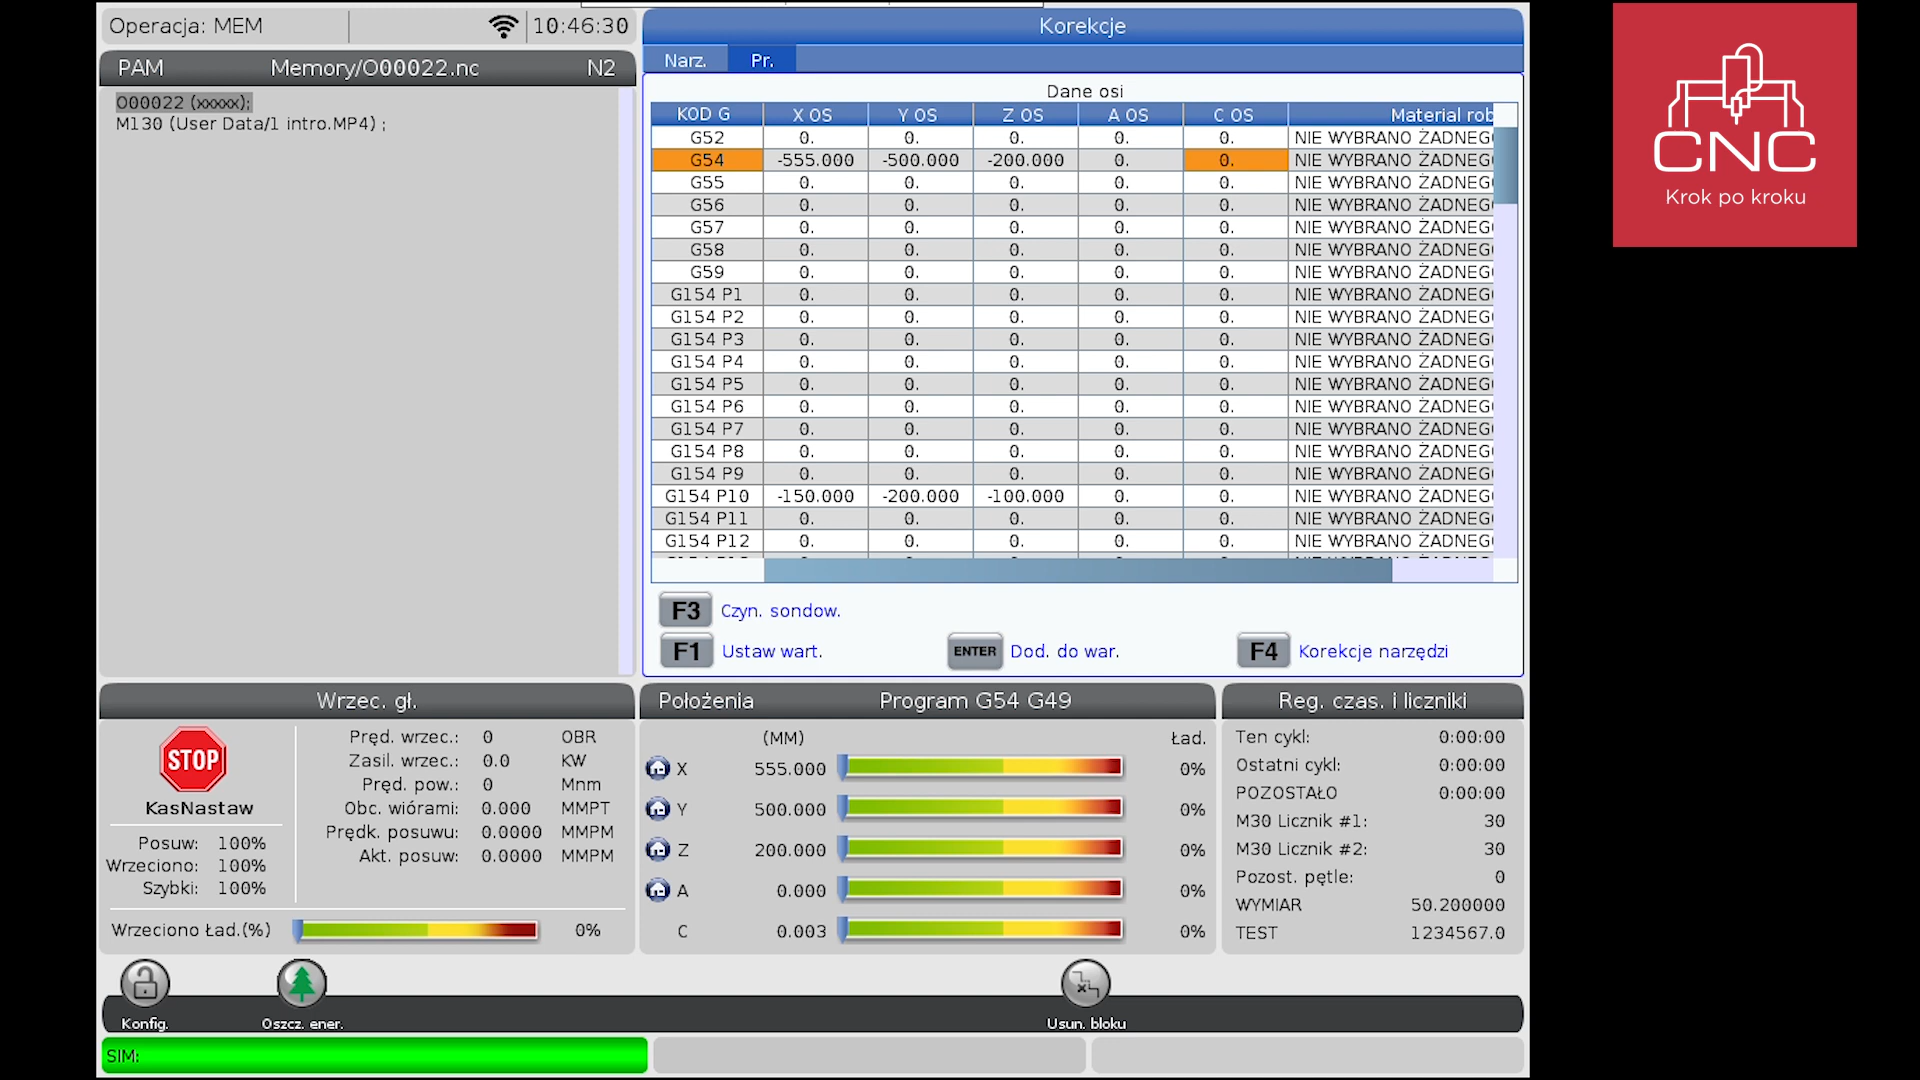 Operacja: MEM
10:46:30
PAM Memory/O00022.nc N2
O00022 (xxxxx);
M130 (User Data/1 intro.MP4) ;
Korekcje
Narz. Pr.
Dane osi
KOD G X OS Y OS Z OS A OS C OS Material rob
G52 0. 0. 0. 0. 0. NIE WYBRANO ŻADNEG
G54 -555.000 -500.000 -200.000 0. 0. NIE WYBRANO ŻADNEG
G55 0. 0. 0. 0. 0. NIE WYBRANO ŻADNEG
G56 0. 0. 0. 0. 0. NIE WYBRANO ŻADNEG
G57 0. 0. 0. 0. 0. NIE WYBRANO ŻADNEG
G58 0. 0. 0. 0. 0. NIE WYBRANO ŻADNEG
G59 0. 0. 0. 0. 0. NIE WYBRANO ŻADNEG
G154 P1 0. 0. 0. 0. 0. NIE WYBRANO ŻADNEG
G154 P2 0. 0. 0. 0. 0. NIE WYBRANO ŻADNEG
G154 P3 0. 0. 0. 0. 0. NIE WYBRANO ŻADNEG
G154 P4 0. 0. 0. 0. 0. NIE WYBRANO ŻADNEG
G154 P5 0. 0. 0. 0. 0. NIE WYBRANO ŻADNEG
G154 P6 0. 0. 0. 0. 0. NIE WYBRANO ŻADNEG
G154 P7 0. 0. 0. 0. 0. NIE WYBRANO ŻADNEG
G154 P8 0. 0. 0. 0. 0. NIE WYBRANO ŻADNEG
G154 P9 0. 0. 0. 0. 0. NIE WYBRANO ŻADNEG
G154 P10 -150.000 -200.000 -100.000 0. 0. NIE WYBRANO ŻADNEG
G154 P11 0. 0. 0. 0. 0. NIE WYBRANO ŻADNEG
G154 P12 0. 0. 0. 0. 0. NIE WYBRANO ŻADNEG
F3 Czyn. sondow.
F1 Ustaw wart. ENTER Dod. do war. F4 Korekcje narzędzi
Wrzec. gł.
STOP
KasNastaw
Posuw: 100%
Wrzeciono: 100%
Szybki: 100%
Pręd. wrzec.: 0 OBR
Zasil. wrzec.: 0.0 KW
Pręd. pow.: 0 Mnm
Obc. wiórami: 0.000 MMPT
Prędk. posuwu: 0.0000 MMPM
Akt. posuw: 0.0000 MMPM
Wrzeciono Ład.(%) 0%
Położenia Program G54 G49
(MM) Ład.
X 555.000 0%
Y 500.000 0%
Z 200.000 0%
A 0.000 0%
C 0.003 0%
Reg. czas. i liczniki
Ten cykl: 0:00:00
Ostatni cykl: 0:00:00
POZOSTAŁO 0:00:00
M30 Licznik #1: 30
M30 Licznik #2: 30
Pozost. pętle: 0
WYMIAR 50.200000
TEST 1234567.0
Konfig. Oszcz. ener. Usun. bloku
SIM:
CNC
Krok po kroku